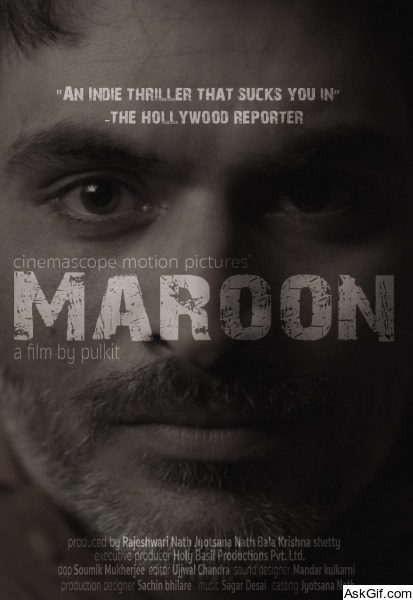 "AN INDIE THRILLER THAT SUCKS YOU IN"
-THE HOLLYWOOD REPORTER
cinemascope motion pictures'
MAROON
a film by pulkit
produced by Rajeshwari Nath Jyotsana Nath Bala Krishna shetty
executive producer Holy Basil Productions Pvt. Ltd.
dop Soumik Mukherjee editor Ujjwal Chandra sound designer Mandar kulkarni
production designer Sachin bhilare music Sagar Desai casting Jyotsana Nath
AskGif.com